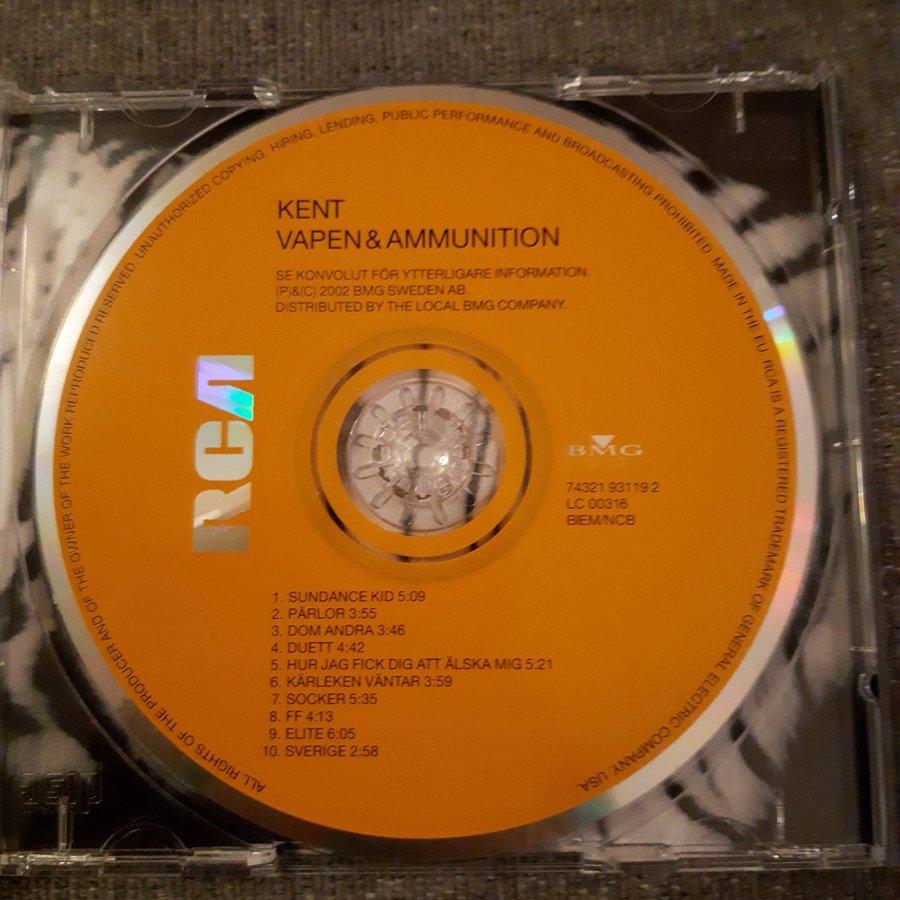 ALL RIGHTS OF THE PRODUCER AND OF THE OWNER OF THE WORK REPRODUCED RESERVED. UNAUTHORIZED COPYING, HIRING, LENDING, PUBLIC PERFORMANCE AND BROADCASTING PROHIBITED. MADE IN THE EU. RCA IS A REGISTERED TRADEMARK OF GENERAL ELECTRIC COMPANY, USA
KENT
VAPEN & AMMUNITION
SE KONVOLUT FÖR YTTERLIGARE INFORMATION.
(P)&(C) 2002 BMG SWEDEN AB.
DISTRIBUTED BY THE LOCAL BMG COMPANY.
RCA
BMG
74321 93119 2
LC 00316
BIEM/NCB
1. SUNDANCE KID 5:09
2. PÄRLOR 3:55
3. DOM ANDRA 3:46
4. DUETT 4:42
5. HUR JAG FICK DIG ATT ÄLSKA MIG 5:21
6. KÄRLEKEN VÄNTAR 3:59
7. SOCKER 5:35
8. FF 4:13
9. ELITE 6:05
10. SVERIGE 2:58